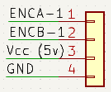 ENCA-1 1
ENCB-1 2
Vcc (5v) 3
GND 4